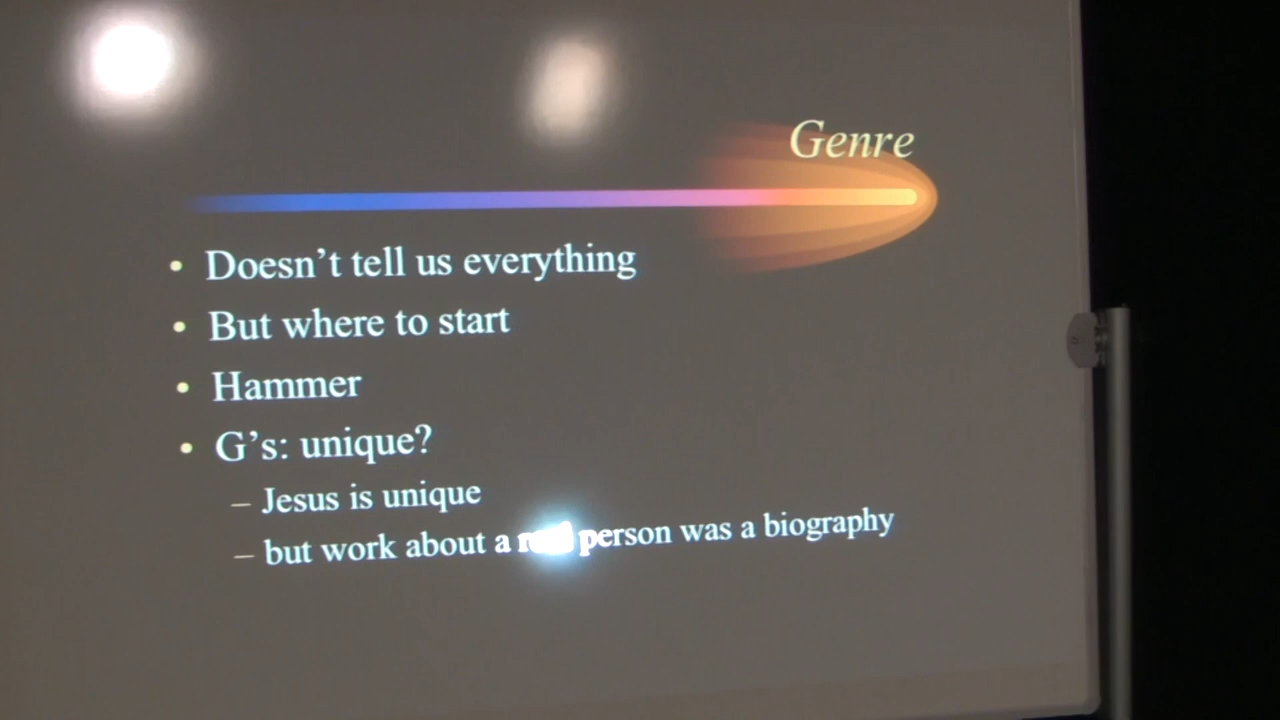 Genre
• Doesn't tell us everything
• But where to start
• Hammer
• G's: unique?
– Jesus is unique
– but work about a person was a biography